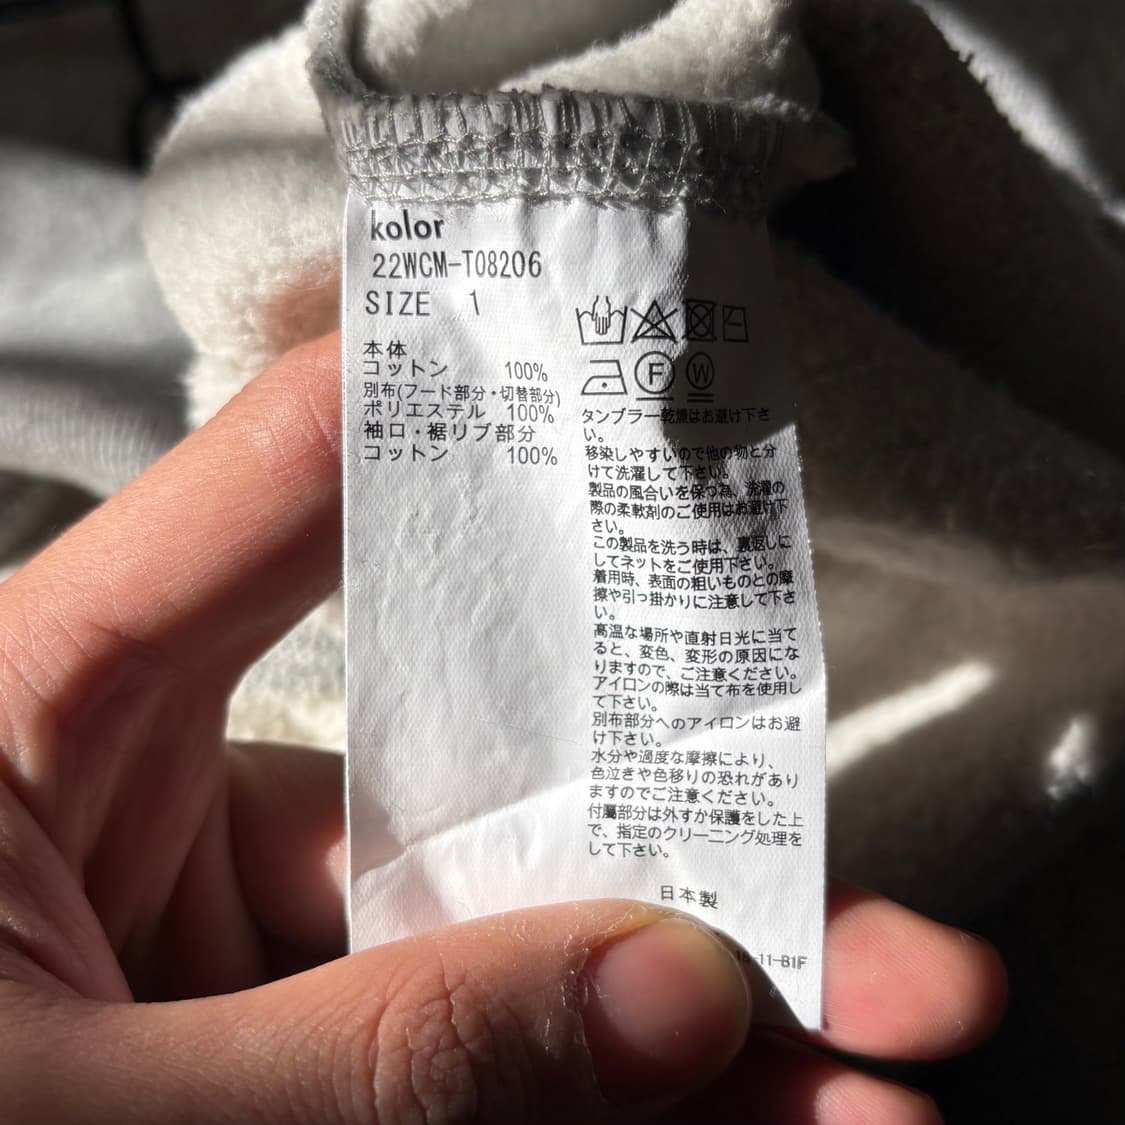 kolor
22WCM-T08206
SIZE 1
本体
コットン 100%
別布(フード部分・切替部分)
ポリエステル 100%
袖口・裾リブ部分
コットン 100%
F
W
タンブラー乾燥はお避け下さ
い。
移染しやすいので他の物と分
けて洗濯して下さい。
製品の風合いを保つ為、洗濯の
際の柔軟剤のご使用はお避け下
さい。
この製品を洗う時は、裏返しに
してネットをご使用下さい。
着用時、表面の粗いものとの摩
擦や引っ掛かりに注意して下さ
い。
高温な場所や直射日光に当て
ると、変色、変形の原因にな
りますので、ご注意ください。
アイロンの際は当て布を使用し
て下さい。
別布部分へのアイロンはお避
け下さい。
水分や過度な摩擦により、
色泣きや色移りの恐れがあり
ますのでご注意ください。
付属部分は外すか保護をした上
で、指定のクリーニング処理を
して下さい。
日本製
-11-B1F